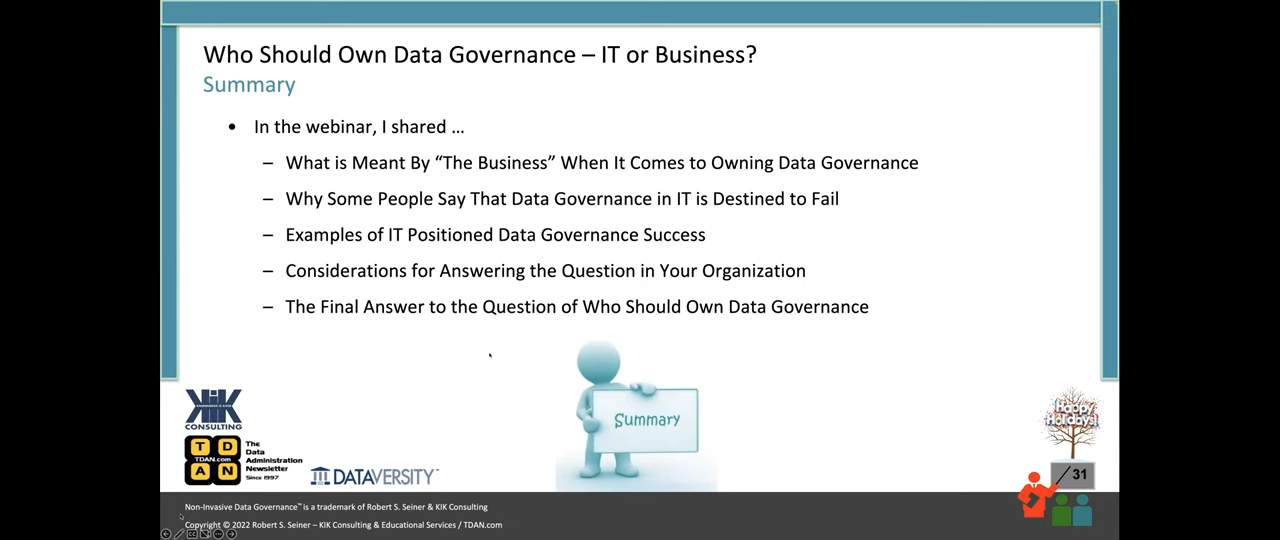 Who Should Own Data Governance – IT or Business?
Summary
• In the webinar, I shared …
– What is Meant By “The Business” When It Comes to Owning Data Governance
– Why Some People Say That Data Governance in IT is Destined to Fail
– Examples of IT Positioned Data Governance Success
– Considerations for Answering the Question in Your Organization
– The Final Answer to the Question of Who Should Own Data Governance
Summary
KIK
CONSULTING
T D
TDAN.com
A N
The
Data
Administration
Newsletter
Since 1997
DATAVERSITY™
Happy
Holidays!
/ 31
Non-Invasive Data Governance™ is a trademark of Robert S. Seiner & KIK Consulting
Copyright © 2022 Robert S. Seiner – KIK Consulting & Educational Services / TDAN.com